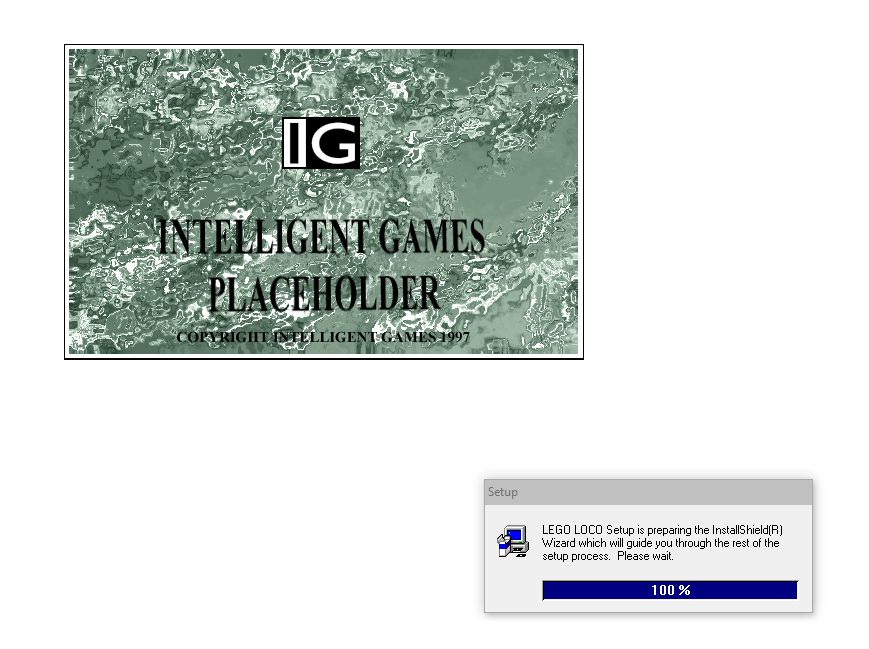 IG
INTELLIGENT GAMES
PLACEHOLDER
COPYRIGHT INTELLIGENT GAMES 1997
Setup
LEGO LOCO Setup is preparing the InstallShield(R)
Wizard which will guide you through the rest of the
setup process.  Please wait.
100 %